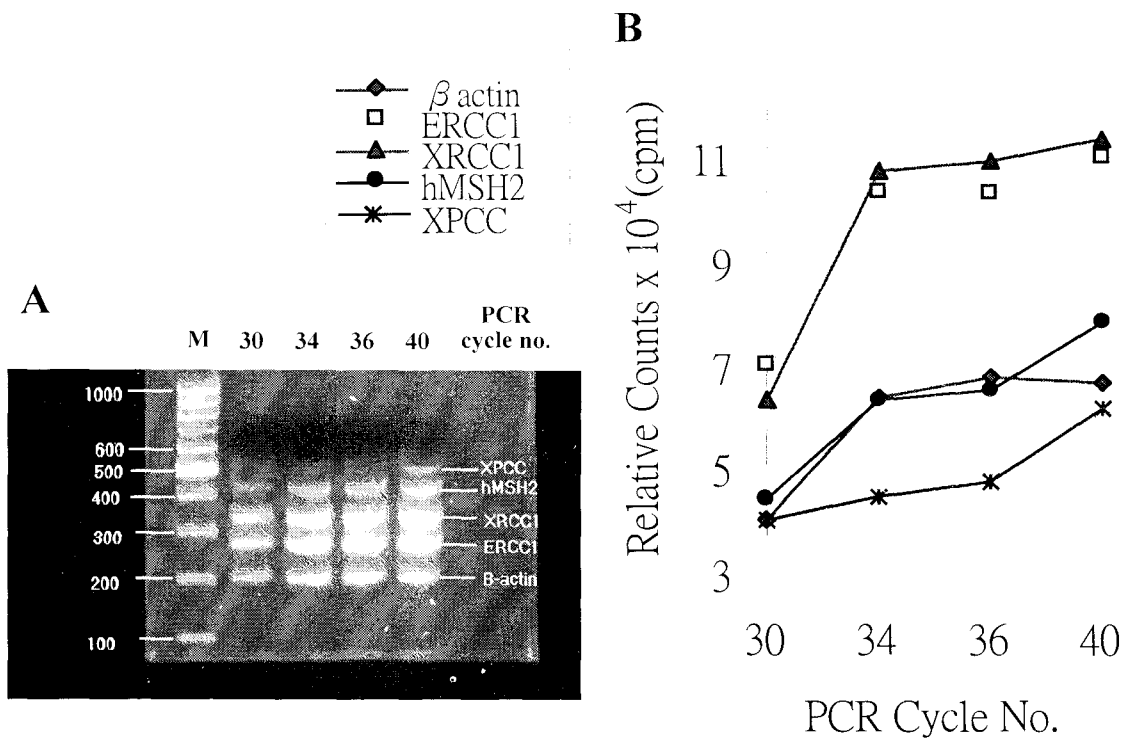 B
β actin
ERCC1
XRCC1
hMSH2
XPCC
A
PCR
M 30 34 36 40 cycle no.
1000
600
500
400
300
200
100
XPCC
hMSH2
XRCC1
ERCC1
B-actin
Relative Counts x 10⁴ (cpm)
11
9
7
5
3
30 34 36 40
PCR Cycle No.